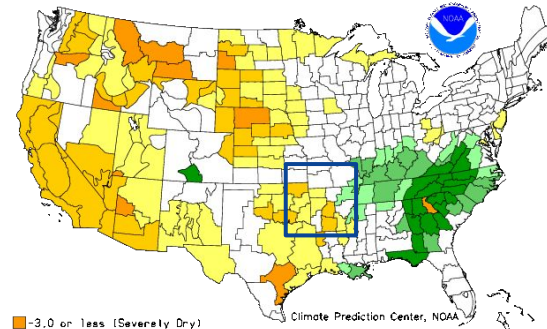 NOAA
Climate Prediction Center, NOAA
-3.0 or less (Severely Dry)